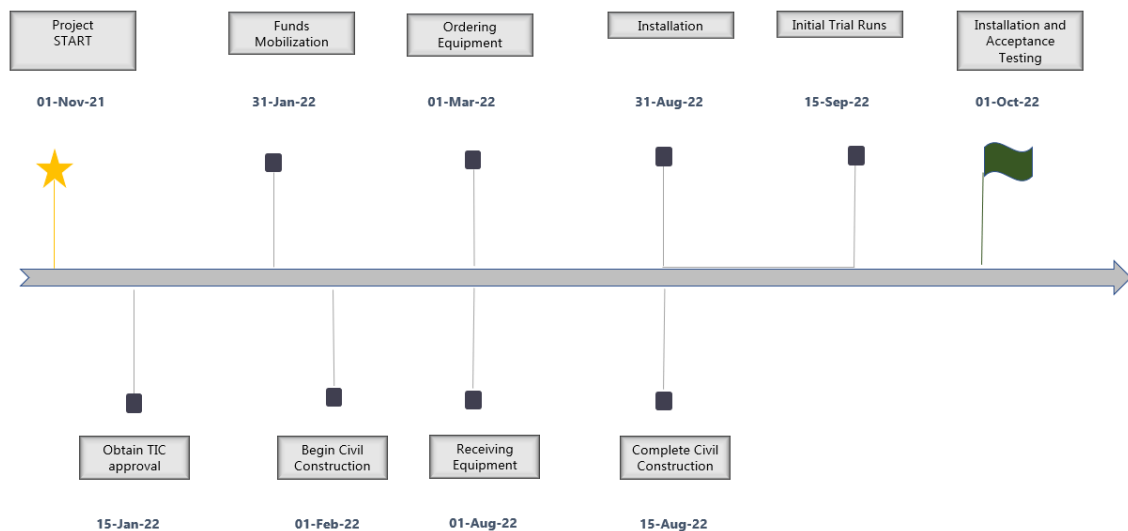 Project
START
Funds
Mobilization
Ordering
Equipment
Installation
Initial Trial Runs
Installation and
Acceptance
Testing
01-Nov-21
31-Jan-22
01-Mar-22
31-Aug-22
15-Sep-22
01-Oct-22
Obtain TIC
approval
Begin Civil
Construction
Receiving
Equipment
Complete Civil
Construction
15-Jan-22
01-Feb-22
01-Aug-22
15-Aug-22